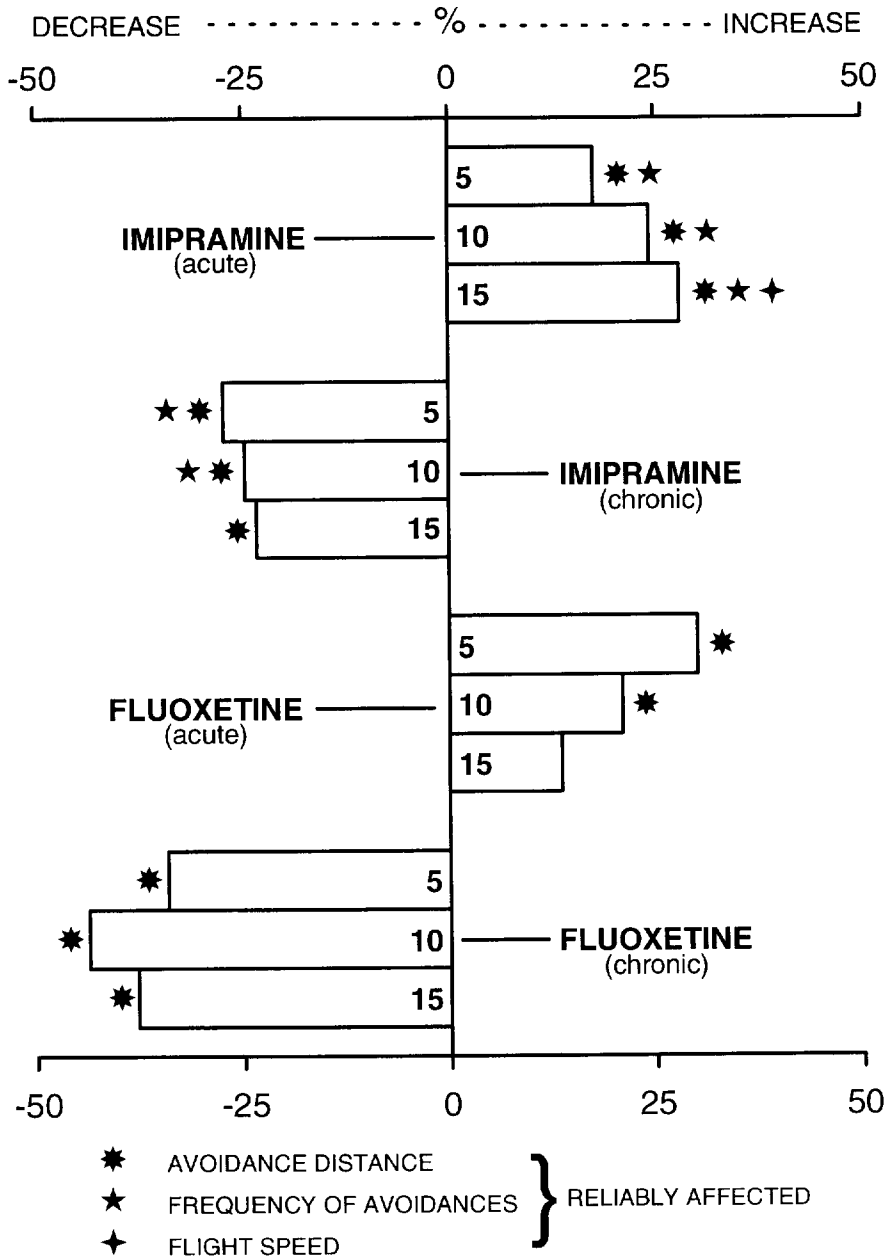 DECREASE - - - - - - - - - - - - - % - - - - - - - - - - - - - INCREASE
-50 -25 0 25 50
5
10
15
IMIPRAMINE
(acute)
5
10
15
IMIPRAMINE
(chronic)
5
10
15
FLUOXETINE
(acute)
5
10
15
FLUOXETINE
(chronic)
-50 -25 0 25 50
AVOIDANCE DISTANCE
FREQUENCY OF AVOIDANCES
FLIGHT SPEED
RELIABLY AFFECTED